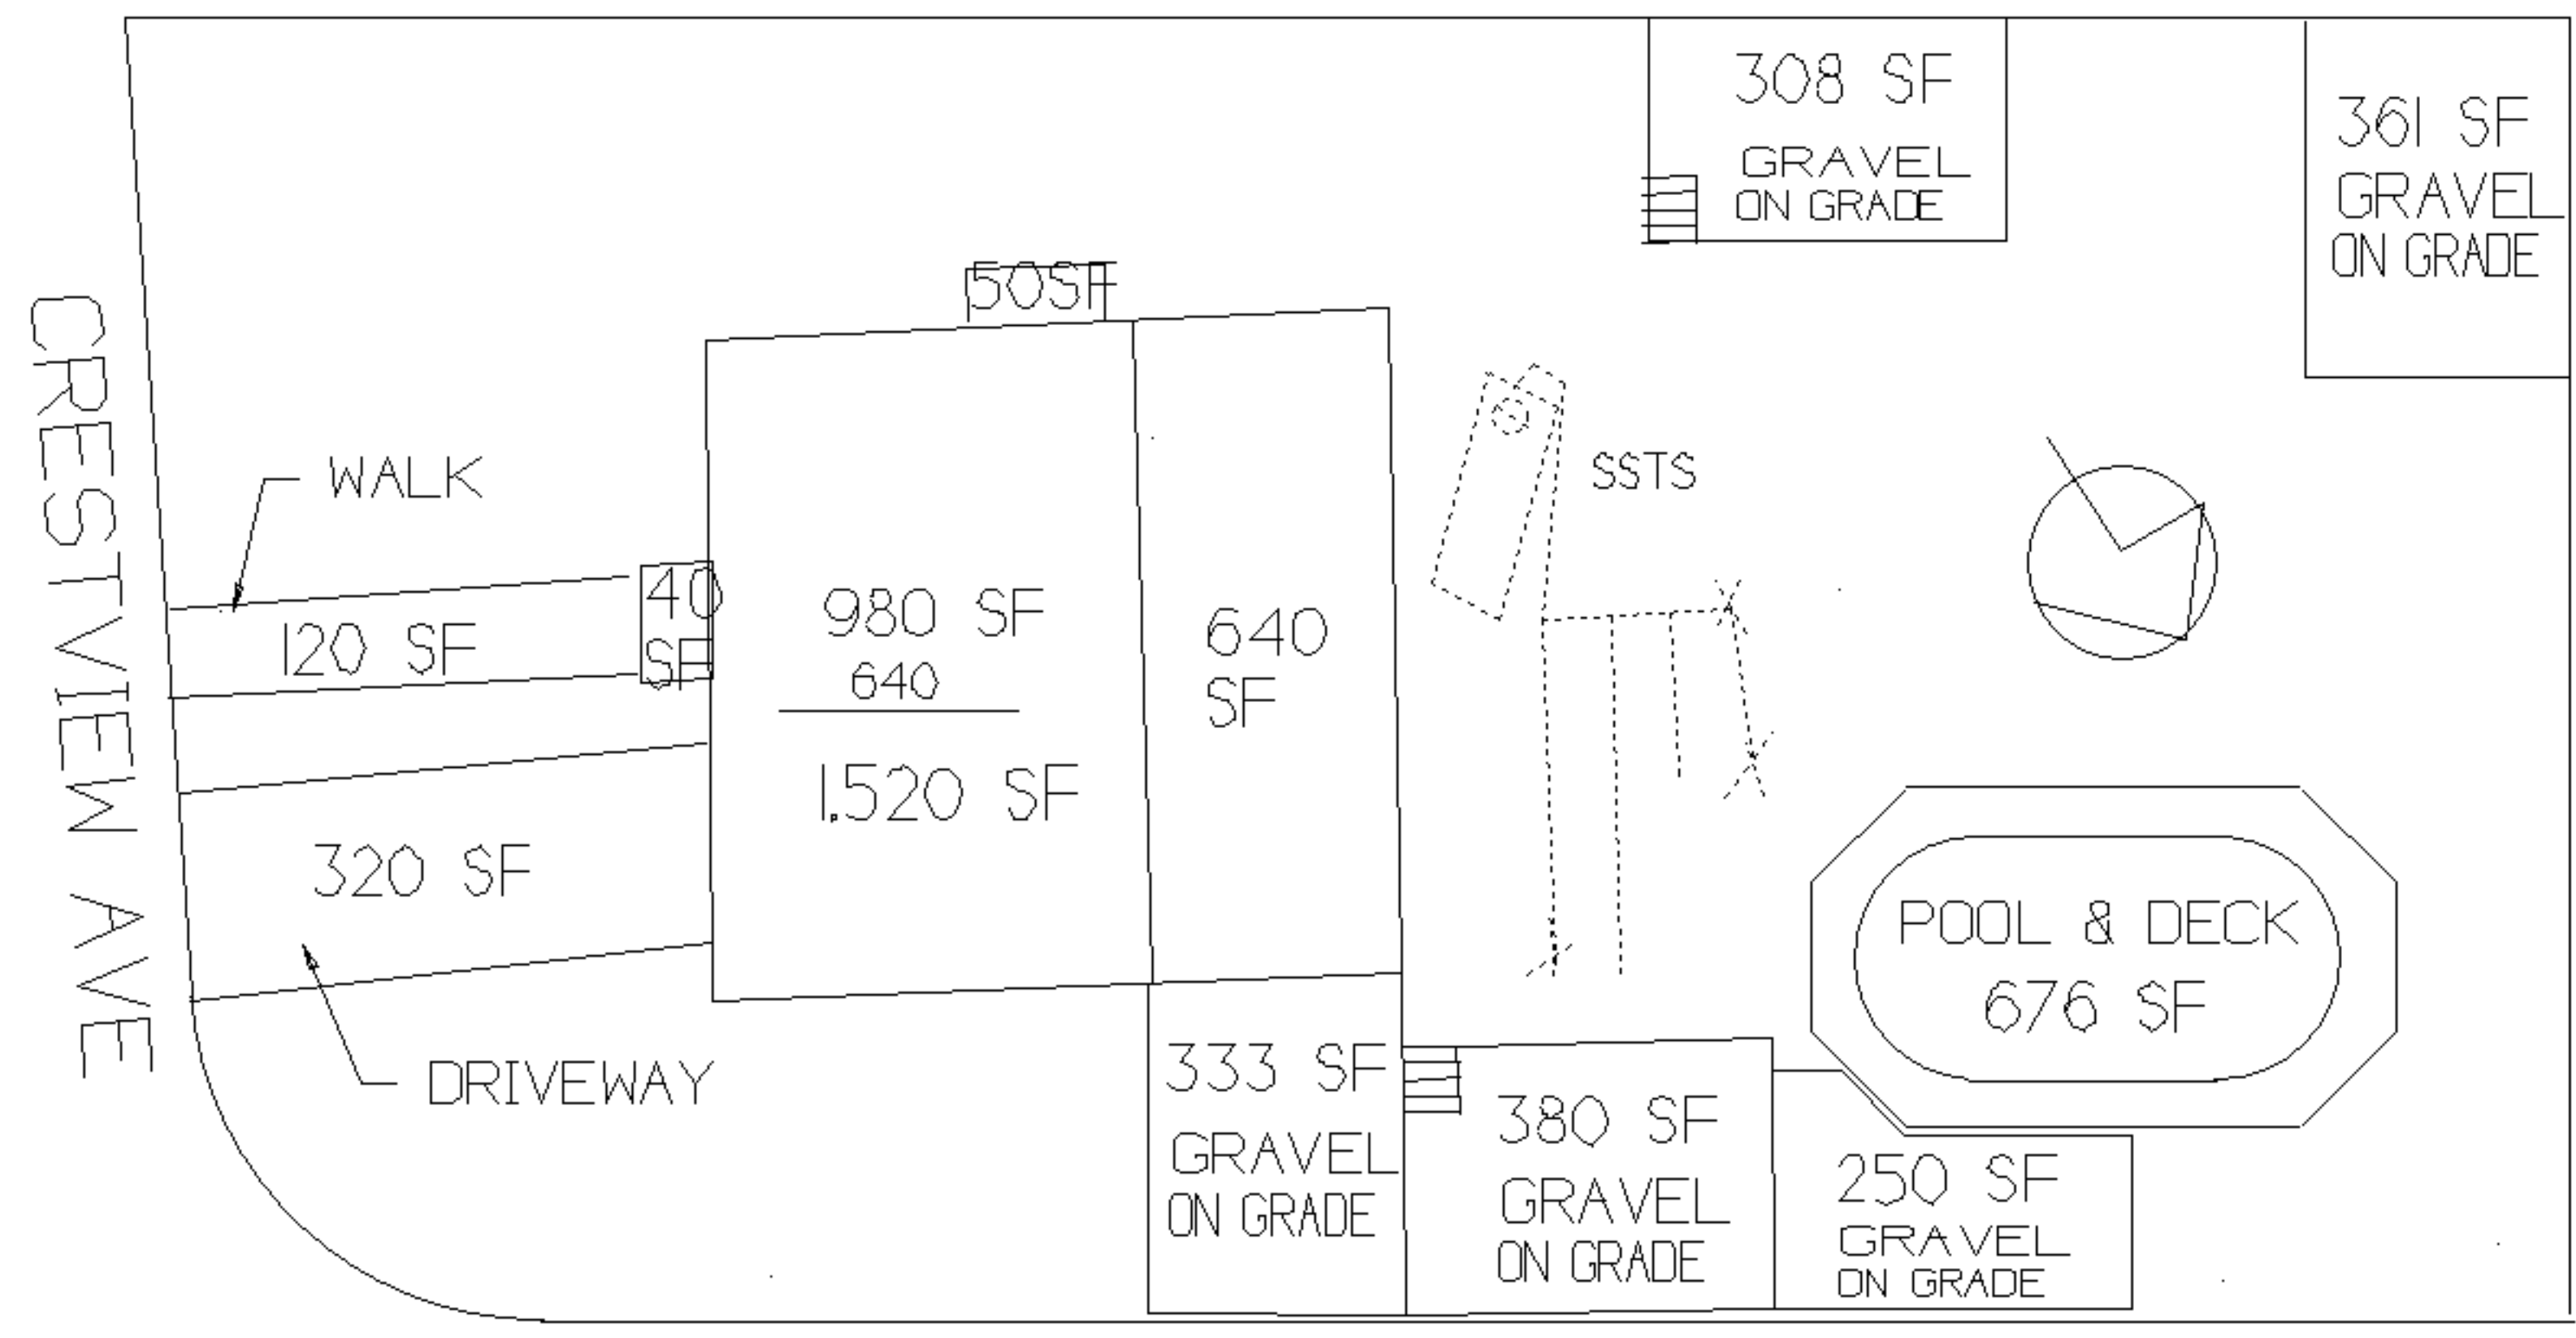 308 SF
GRAVEL
ON GRADE
361 SF
GRAVEL
ON GRADE
50SF
CRESTVIEW AVE
WALK
SSTS
40
SF
120 SF
980 SF
640
1.520 SF
640
SF
320 SF
POOL & DECK
676 SF
DRIVEWAY
333 SF
GRAVEL
ON GRADE
380 SF
GRAVEL
ON GRADE
250 SF
GRAVEL
ON GRADE